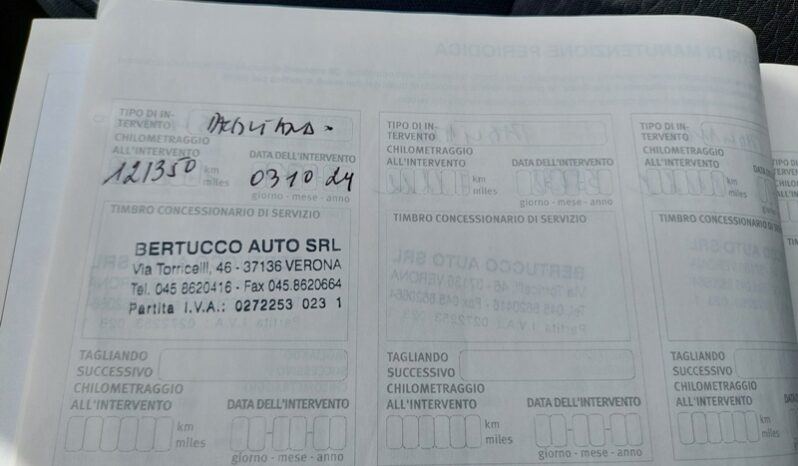 TIPO DI IN-
TERVENTO
CHILOMETRAGGIO
ALL'INTERVENTO
121350 km
miles
DATA DELL'INTERVENTO
03 10 24
giorno - mese - anno
TIMBRO CONCESSIONARIO DI SERVIZIO
BERTUCCO AUTO SRL
Via Torricelli, 46 - 37136 VERONA
Tel. 045 8620416 - Fax 045.8620664
Partita I.V.A.: 0272253 023 1
TAGLIANDO
SUCCESSIVO
CHILOMETRAGGIO
ALL'INTERVENTO
km
miles
DATA DELL'INTERVENTO
giorno - mese - anno
TIPO DI IN-
TERVENTO
CHILOMETRAGGIO
ALL'INTERVENTO
km
miles
DATA DELL'INTERVENTO
giorno - mese - anno
TIMBRO CONCESSIONARIO DI SERVIZIO
TAGLIANDO
SUCCESSIVO
CHILOMETRAGGIO
ALL'INTERVENTO
km
miles
DATA DELL'INTERVENTO
giorno - mese - anno
TIPO DI IN-
TERVENTO
CHILOMETRAGGIO
ALL'INTERVENTO
km
miles
TIMBRO CONCESSIONARIO
TAGLIANDO
SUCCESSIVO
CHILOMETRAGGIO
ALL'INTERVENTO
km
miles